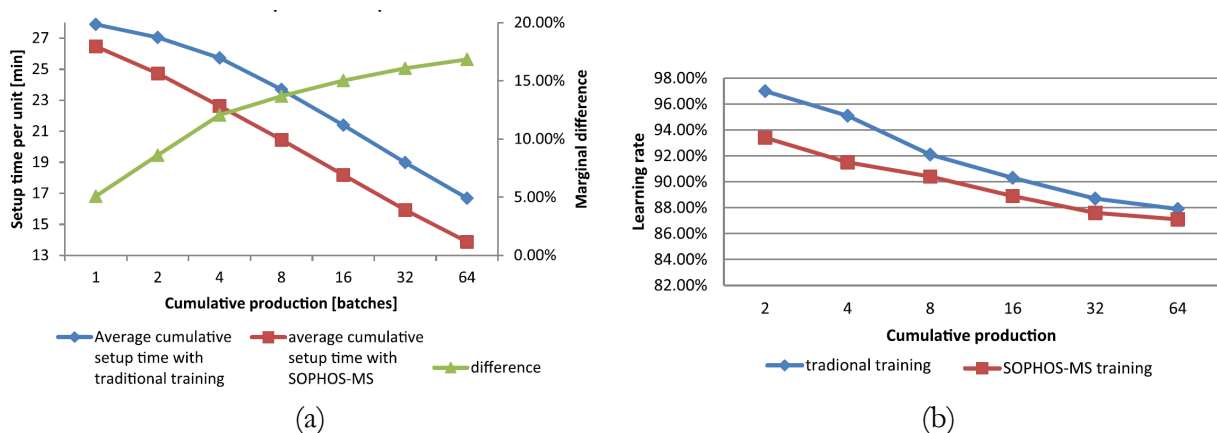 27
25
23
21
19
17
15
13
Setup time per unit [min]
20.00%
15.00%
10.00%
5.00%
0.00%
Marginal difference
1 2 4 8 16 32 64
Cumulative production [batches]
Average cumulative
setup time with
traditional training
average cumulative
setup time with
SOPHOS-MS
difference
(a)
98.00%
96.00%
94.00%
92.00%
90.00%
88.00%
86.00%
84.00%
82.00%
Learning rate
2 4 8 16 32 64
Cumulative production
tradional training
SOPHOS-MS training
(b)